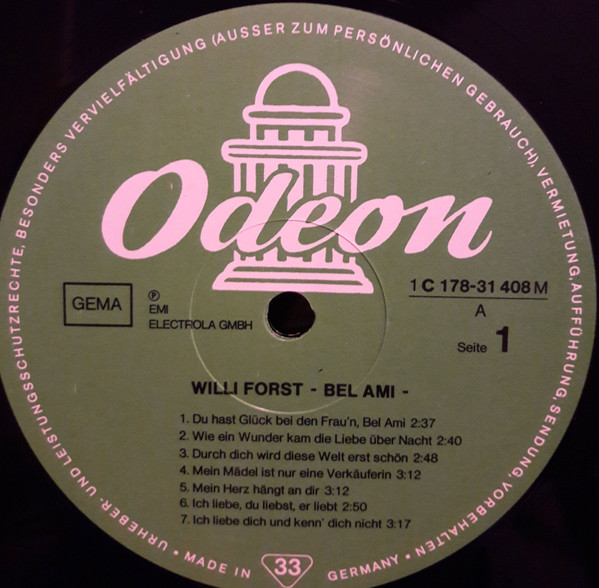 URHEBER- UND LEISTUNGSSCHUTZRECHTE, BESONDERS VERVIELFÄLTIGUNG (AUSSER ZUM PERSÖNLICHEN GEBRAUCH), VERMIETUNG, AUFFÜHRUNG, SENDUNG, VORBEHALTEN
Odeon
GEMA
℗
EMI
ELECTROLA GMBH
1 C 178-31 408 M
A
Seite 1
WILLI FORST - BEL AMI -
1. Du hast Glück bei den Frau'n, Bel Ami 2:37
2. Wie ein Wunder kam die Liebe über Nacht 2:40
3. Durch dich wird diese Welt erst schön 2:48
4. Mein Mädel ist nur eine Verkäuferin 3:12
5. Mein Herz hängt an dir 3:12
6. Ich liebe, du liebst, er liebt 2:50
7. Ich liebe dich und kenn' dich nicht 3:17
• MADE IN 33 GERMANY •